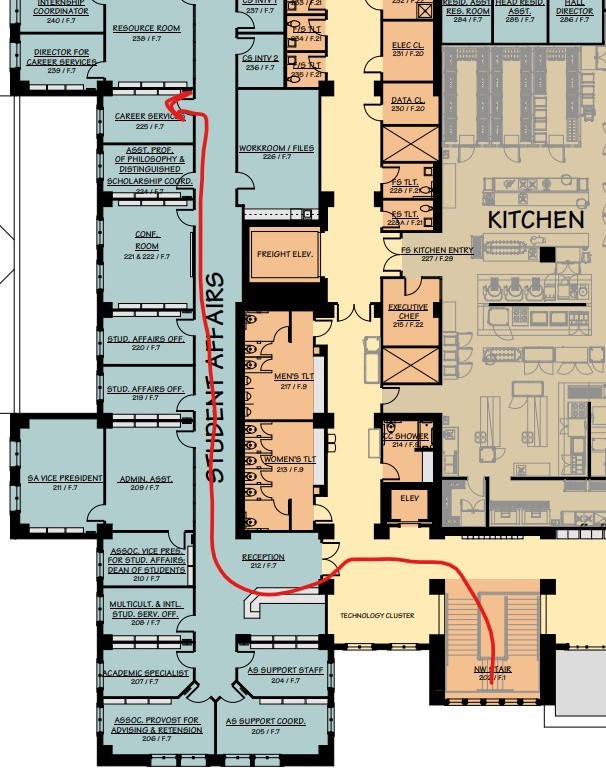 INTERNSHIP
COORDINATOR
240 / F.7
RESOURCE ROOM
238 / F.7
DIRECTOR FOR
CAREER SERVICES
239 / F.7
CS INTV 1
237 / F.7
CS INTV 2
236 / F.7
F/S TLT
234 / F.21
F/S TLT
235 / F.21
ELEC CL.
231 / F.20
DATA CL.
230 / F.20
RESID. ASST
RES. ROOM
284 / F.7
HEAD RESID.
ASST.
285 / F.7
HALL
DIRECTOR
286 / F.7
CAREER SERVICES
225 / F.7
ASST. PROF.
OF PHILOSOPHY &
DISTINGUISHED
SCHOLARSHIP COORD.
224 / F.7
WORKROOM / FILES
226 / F.7
FS TLT.
228 / F.21
FS TLT.
228A / F.21
KITCHEN
FS KITCHEN ENTRY
227 / F.29
CONF.
ROOM
221 & 222 / F.7
FREIGHT ELEV.
EXECUTIVE
CHEF
215 / F.22
STUDENT AFFAIRS
STUD. AFFAIRS OFF.
220 / F.7
STUD. AFFAIRS OFF.
219 / F.7
MEN'S TLT
217 / F.9
CC SHOWER
214 / F.9
WOMEN'S TLT
213 / F.9
SA VICE PRESIDENT
211 / F.7
ADMIN. ASST.
209 / F.7
ELEV
ASSOC. VICE PRES.
FOR STUD. AFFAIRS;
DEAN OF STUDENTS
210 / F.7
RECEPTION
212 / F.7
MULTICULT. & INTL.
STUD. SERV. OFF.
208 / F.7
TECHNOLOGY CLUSTER
ACADEMIC SPECIALIST
207 / F.7
AS SUPPORT STAFF
204 / F.7
NW STAIR
202 / F.1
ASSOC. PROVOST FOR
ADVISING & RETENTION
206 / F.7
AS SUPPORT COORD.
205 / F.7